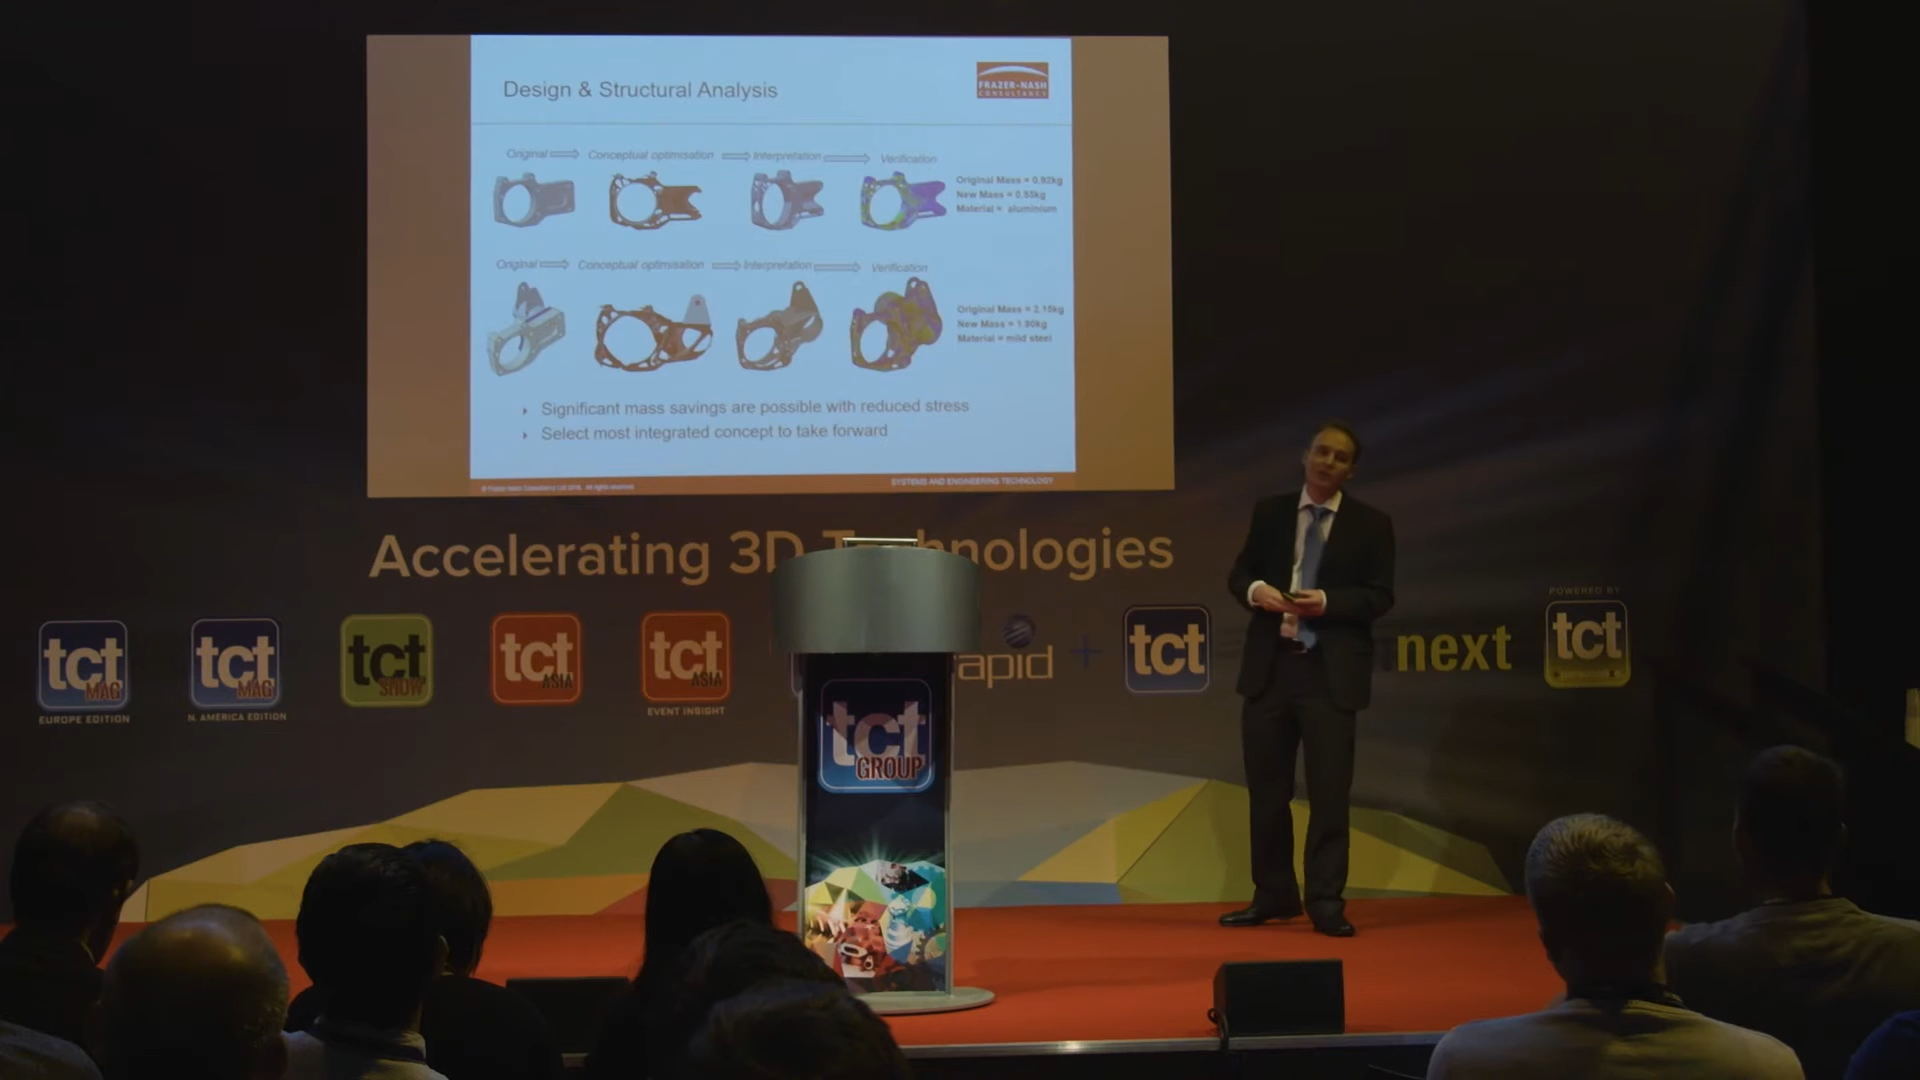 Design & Structural Analysis
FRAZER-NASH
CONSULTANCY
Original Conceptual optimisation Interpretation Verification
Original Mass = 0.92kg
New Mass = 0.55kg
Material = aluminium
Original Conceptual optimisation Interpretation Verification
Original Mass = 2.15kg
New Mass = 1.90kg
Material = mild steel
Significant mass savings are possible with reduced stress
Select most integrated concept to take forward
SYSTEMS AND ENGINEERING TECHNOLOGY
Accelerating 3D Technologies
tct MAG
EUROPE EDITION
tct MAG
N. AMERICA EDITION
tct SHOW
tct ASIA
tct ASIA
EVENT INSIGHT
rapid + tct
next
POWERED BY
tct
tct GROUP